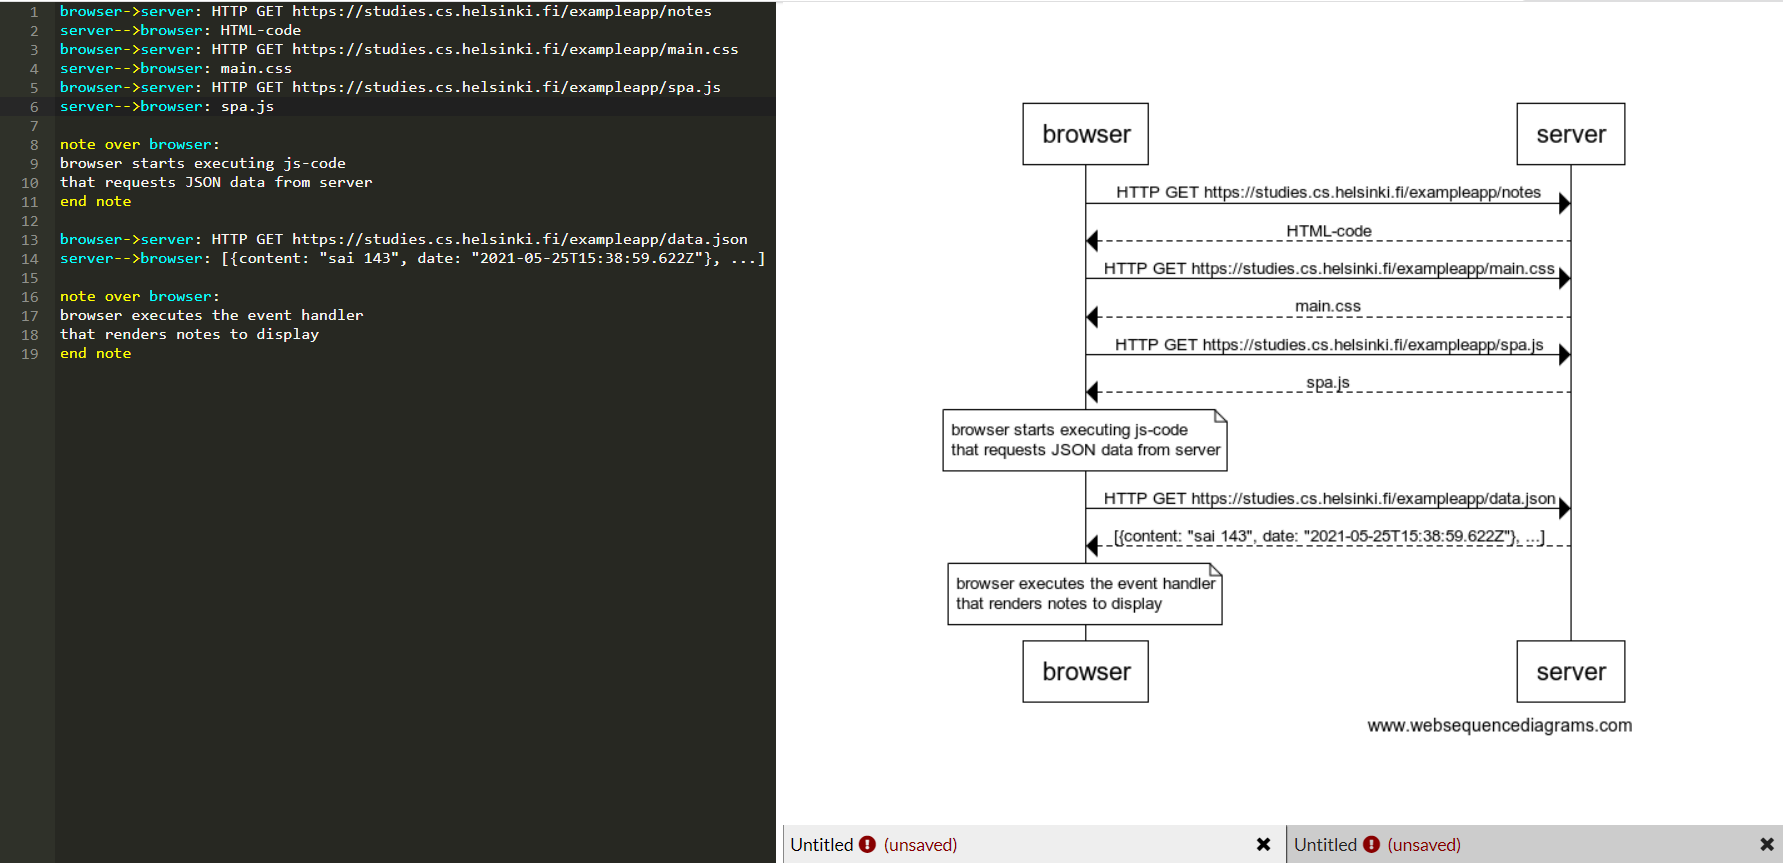 1 browser->server: HTTP GET https://studies.cs.helsinki.fi/exampleapp/notes
2 server-->browser: HTML-code
3 browser->server: HTTP GET https://studies.cs.helsinki.fi/exampleapp/main.css
4 server-->browser: main.css
5 browser->server: HTTP GET https://studies.cs.helsinki.fi/exampleapp/spa.js
6 server-->browser: spa.js
7
8 note over browser:
9 browser starts executing js-code
10 that requests JSON data from server
11 end note
12
13 browser->server: HTTP GET https://studies.cs.helsinki.fi/exampleapp/data.json
14 server-->browser: [{content: "sai 143", date: "2021-05-25T15:38:59.622Z"}, ...]
15
16 note over browser:
17 browser executes the event handler
18 that renders notes to display
19 end note
browser server
HTTP GET https://studies.cs.helsinki.fi/exampleapp/notes
HTML-code
HTTP GET https://studies.cs.helsinki.fi/exampleapp/main.css
main.css
HTTP GET https://studies.cs.helsinki.fi/exampleapp/spa.js
spa.js
browser starts executing js-code
that requests JSON data from server
HTTP GET https://studies.cs.helsinki.fi/exampleapp/data.json
[{content: "sai 143", date: "2021-05-25T15:38:59.622Z"}, ...]
browser executes the event handler
that renders notes to display
browser server
www.websequencediagrams.com
Untitled (unsaved) Untitled (unsaved)